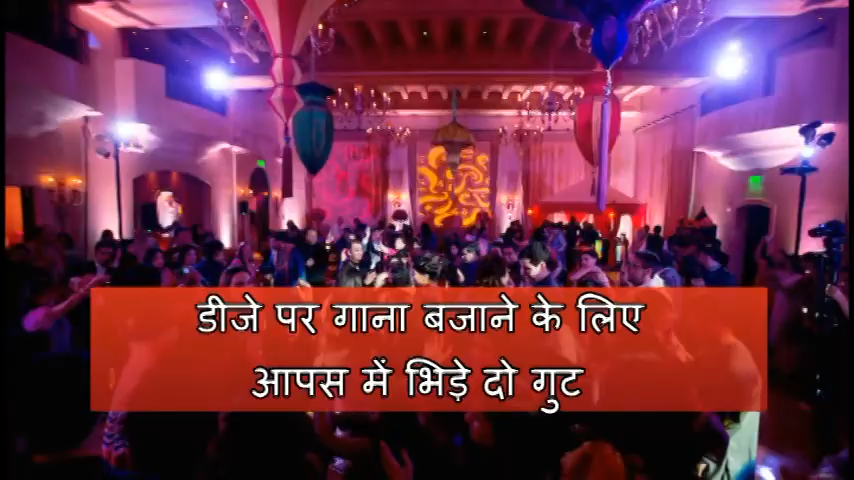 डीजे पर गाना बजाने के लिए
आपस में भिड़े दो गुट